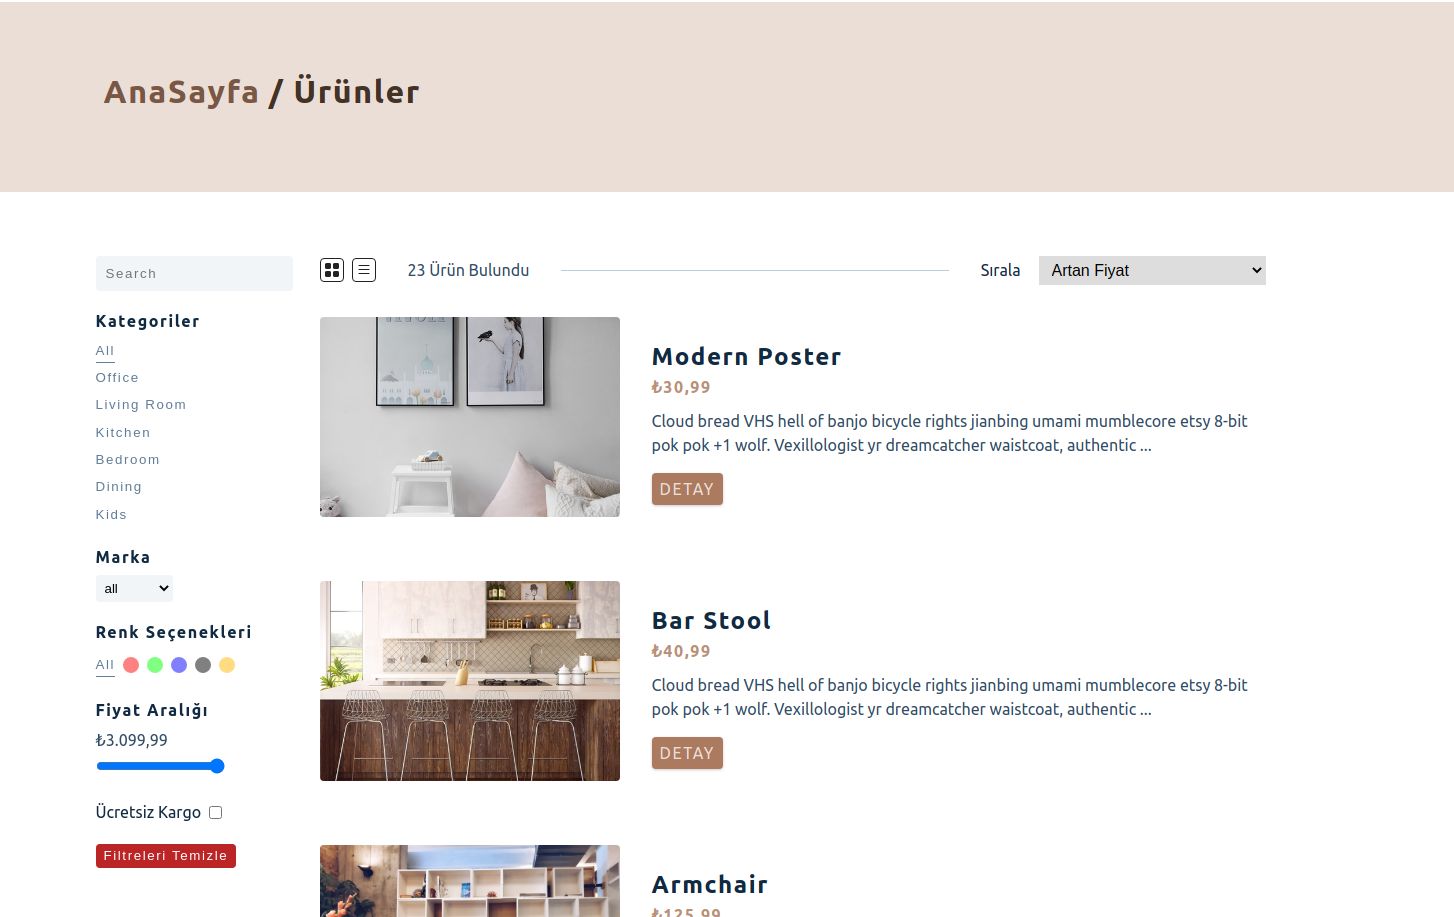 AnaSayfa / Ürünler
Search
Kategoriler
All
Office
Living Room
Kitchen
Bedroom
Dining
Kids
Marka
all
Renk Seçenekleri
All
Fiyat Aralığı
₺3.099,99
Ücretsiz Kargo
Filtreleri Temizle
23 Ürün Bulundu
Sırala
Artan Fiyat
Modern Poster
₺30,99
Cloud bread VHS hell of banjo bicycle rights jianbing umami mumblecore etsy 8-bit
pok pok +1 wolf. Vexillologist yr dreamcatcher waistcoat, authentic ...
DETAY
Bar Stool
₺40,99
Cloud bread VHS hell of banjo bicycle rights jianbing umami mumblecore etsy 8-bit
pok pok +1 wolf. Vexillologist yr dreamcatcher waistcoat, authentic ...
DETAY
Armchair
₺125,99